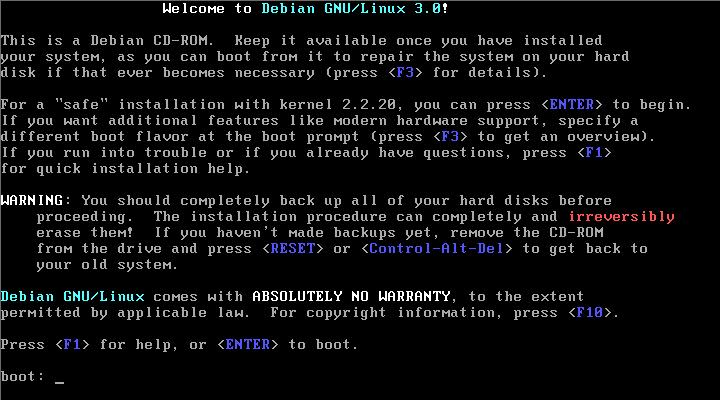 Welcome to Debian GNU/Linux 3.0!
This is a Debian CD-ROM.  Keep it available once you have installed
your system, as you can boot from it to repair the system on your hard
disk if that ever becomes necessary (press <F3> for details).
For a "safe" installation with kernel 2.2.20, you can press <ENTER> to begin.
If you want additional features like modern hardware support, specify a
different boot flavor at the boot prompt (press <F3> to get an overview).
If you run into trouble or if you already have questions, press <F1>
for quick installation help.
WARNING: You should completely back up all of your hard disks before
proceeding.  The installation procedure can completely and irreversibly
erase them!  If you haven't made backups yet, remove the CD-ROM
from the drive and press <RESET> or <Control-Alt-Del> to get back to
your old system.
Debian GNU/Linux comes with ABSOLUTELY NO WARRANTY, to the extent
permitted by applicable law.  For copyright information, press <F10>.
Press <F1> for help, or <ENTER> to boot.
boot: _